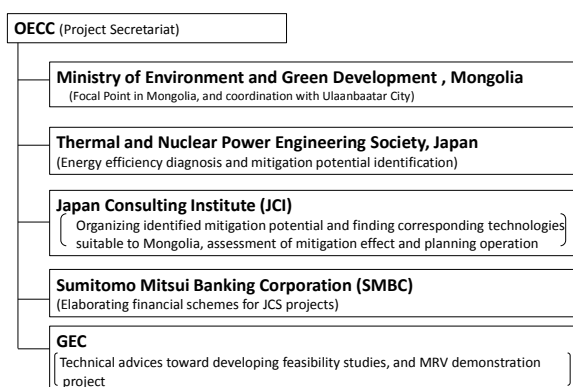 OECC (Project Secretariat)
Ministry of Environment and Green Development , Mongolia
(Focal Point in Mongolia, and coordination with Ulaanbaatar City)
Thermal and Nuclear Power Engineering Society, Japan
(Energy efficiency diagnosis and mitigation potential identification)
Japan Consulting Institute (JCI)
Organizing identified mitigation potential and finding corresponding technologies
suitable to Mongolia, assessment of mitigation effect and planning operation
Sumitomo Mitsui Banking Corporation (SMBC)
(Elaborating financial schemes for JCS projects)
GEC
Technical advices toward developing feasibility studies, and MRV demonstration
project